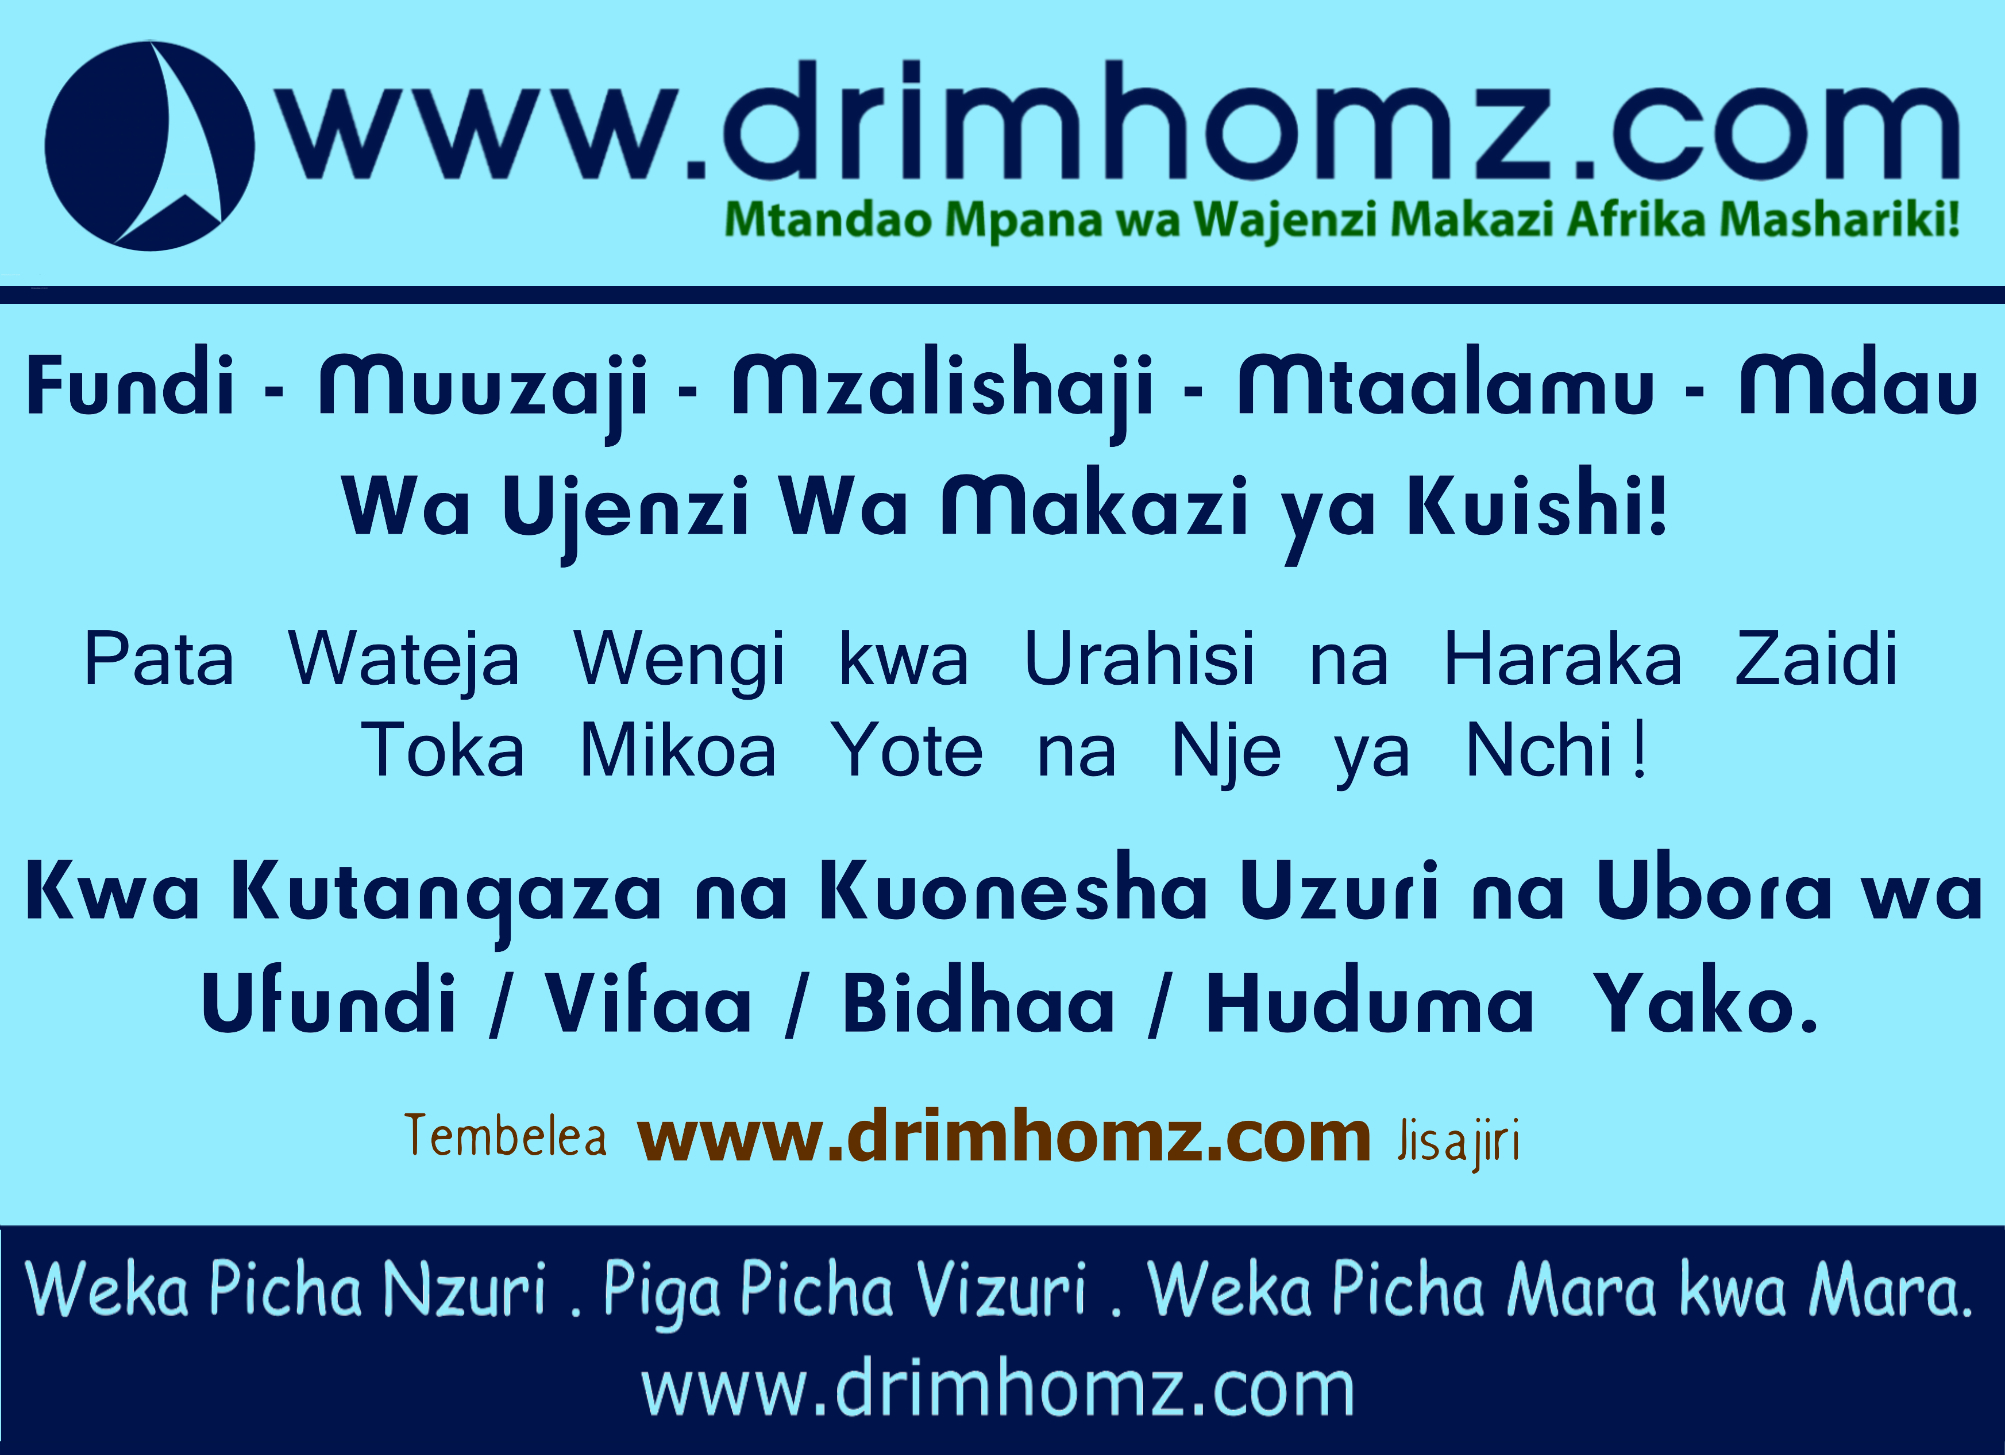 www.drimhomz.com
Mtandao Mpana wa Wajenzi Makazi Afrika Mashariki!
Fundi - Muuzaji - Mzalishaji - Mtaalamu - Mdau
Wa Ujenzi Wa Makazi ya Kuishi!
Pata Wateja Wengi kwa Urahisi na Haraka Zaidi
Toka Mikoa Yote na Nje ya Nchi!
Kwa Kutangaza na Kuonesha Uzuri na Ubora wa
Ufundi / Vifaa / Bidhaa / Huduma Yako.
Tembelea www.drimhomz.com Jisajiri
Weka Picha Nzuri . Piga Picha Vizuri . Weka Picha Mara kwa Mara.
www.drimhomz.com